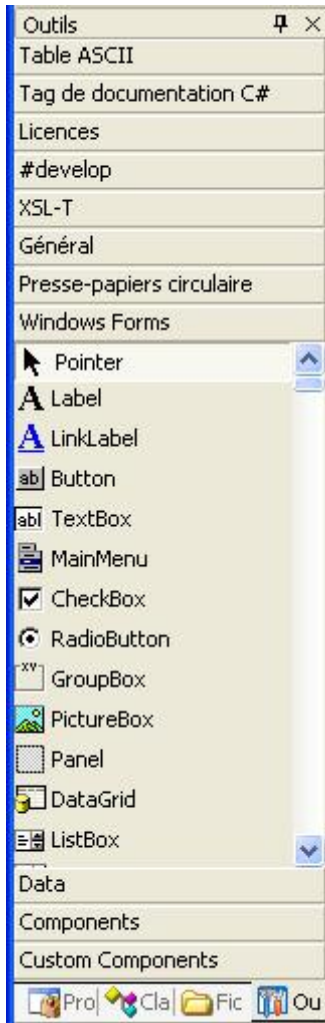 Outils
Table ASCII
Tag de documentation C#
Licences
#develop
XSL-T
Général
Presse-papiers circulaire
Windows Forms
Pointer
A Label
A LinkLabel
ab Button
abl TextBox
MainMenu
CheckBox
RadioButton
XY GroupBox
PictureBox
Panel
DataGrid
ListBox
Data
Components
Custom Components
Pro Cla Fic Ou